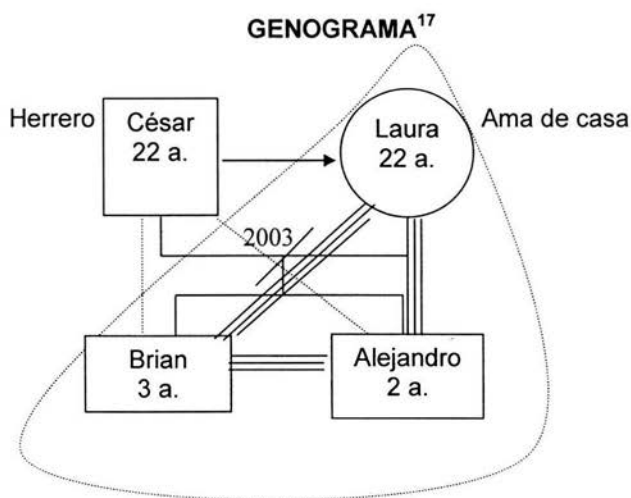 GENOGRAMA¹⁷
Herrero
César
22 a.
Laura
22 a.
Ama de casa
2003
Brian
3 a.
Alejandro
2 a.